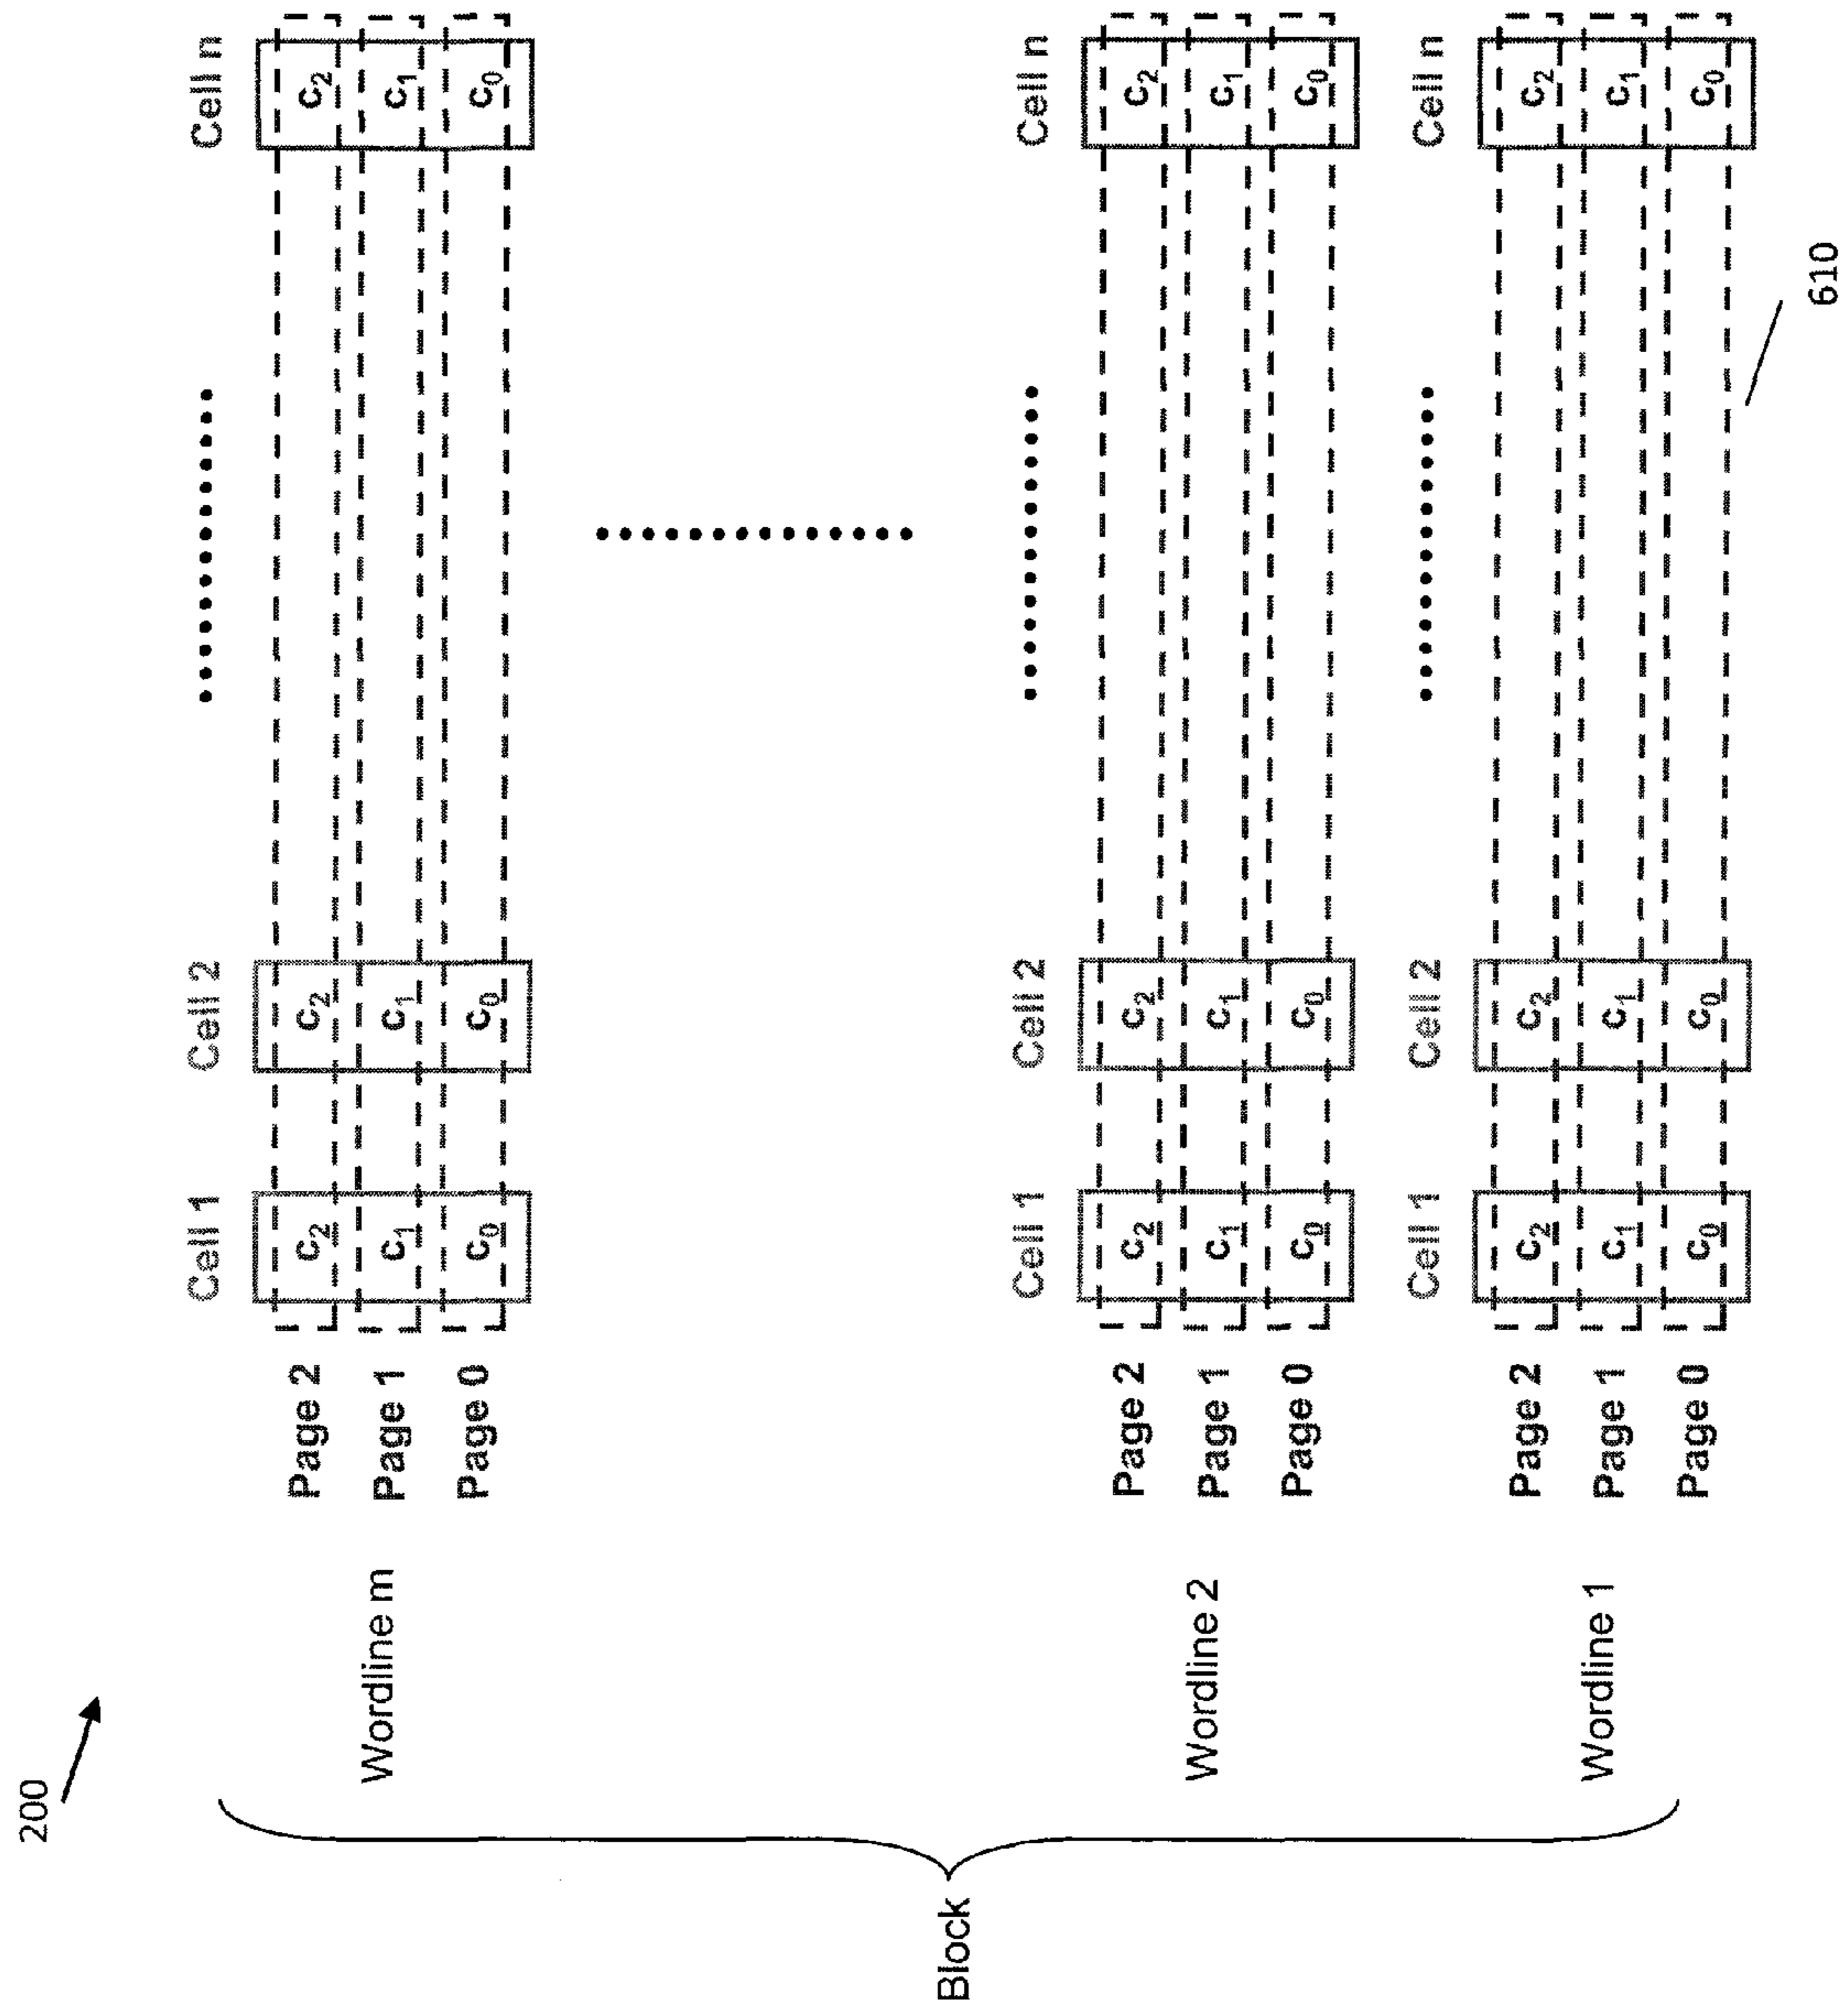 200
Cell 1 Cell 2 Cell n
Page 2 c₂ c₂ c₂
Wordline m Page 1 c₁ c₁ c₁
Page 0 c₀ c₀ c₀
Block
Cell 1 Cell 2 Cell n
Page 2 c₂ c₂ c₂
Wordline 2 Page 1 c₁ c₁ c₁
Page 0 c₀ c₀ c₀
Cell 1 Cell 2 Cell n
Page 2 c₂ c₂ c₂
Wordline 1 Page 1 c₁ c₁ c₁
Page 0 c₀ c₀ c₀
610